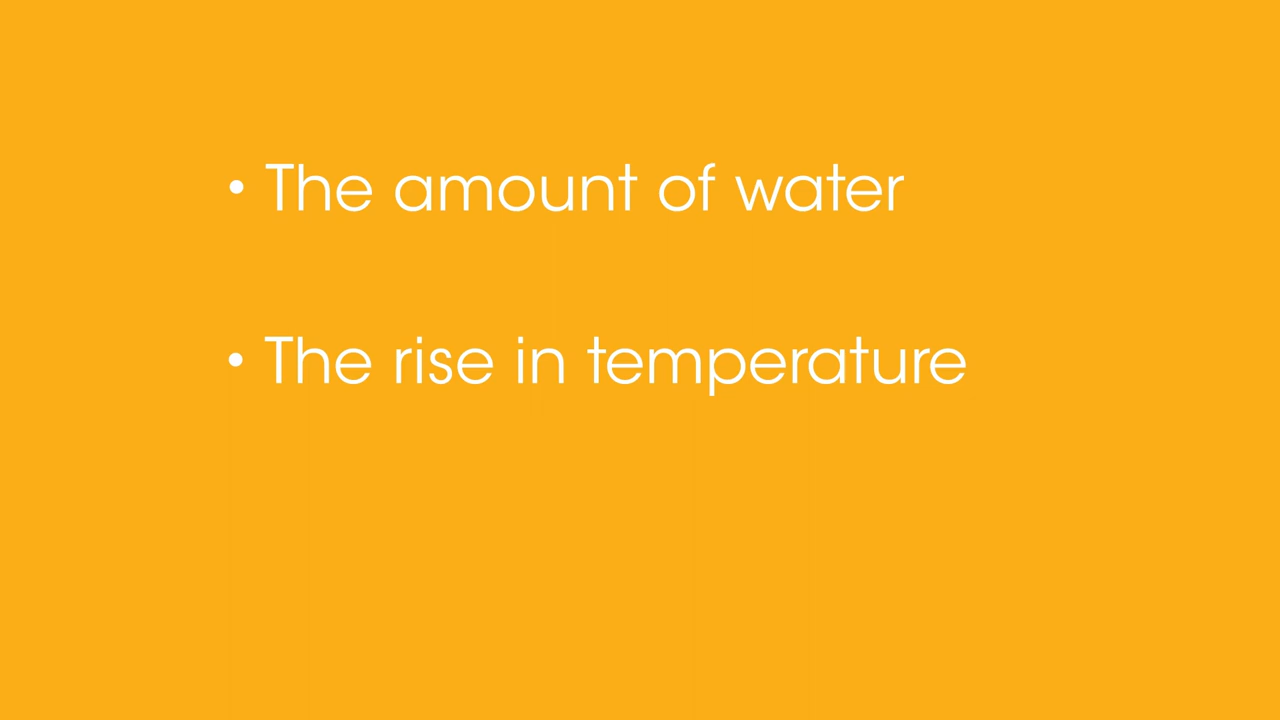 • The amount of water
• The rise in temperature